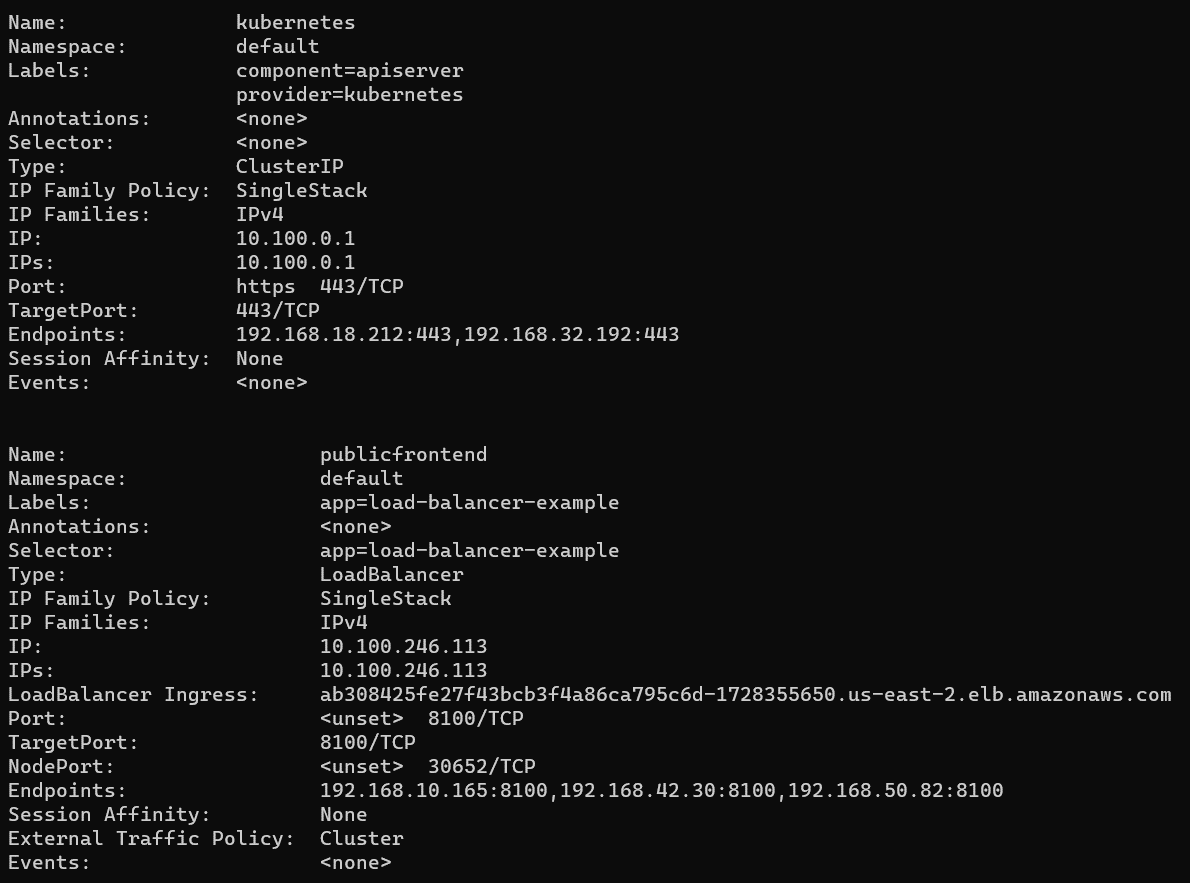 Name:              kubernetes
Namespace:         default
Labels:            component=apiserver
                   provider=kubernetes
Annotations:       <none>
Selector:          <none>
Type:              ClusterIP
IP Family Policy:  SingleStack
IP Families:       IPv4
IP:                10.100.0.1
IPs:               10.100.0.1
Port:              https  443/TCP
TargetPort:        443/TCP
Endpoints:         192.168.18.212:443,192.168.32.192:443
Session Affinity:  None
Events:            <none>
Name:                     publicfrontend
Namespace:                default
Labels:                   app=load-balancer-example
Annotations:              <none>
Selector:                 app=load-balancer-example
Type:                     LoadBalancer
IP Family Policy:         SingleStack
IP Families:              IPv4
IP:                       10.100.246.113
IPs:                      10.100.246.113
LoadBalancer Ingress:     ab308425fe27f43bcb3f4a86ca795c6d-1728355650.us-east-2.elb.amazonaws.com
Port:                     <unset>  8100/TCP
TargetPort:               8100/TCP
NodePort:                 <unset>  30652/TCP
Endpoints:                192.168.10.165:8100,192.168.42.30:8100,192.168.50.82:8100
Session Affinity:         None
External Traffic Policy:  Cluster
Events:                   <none>